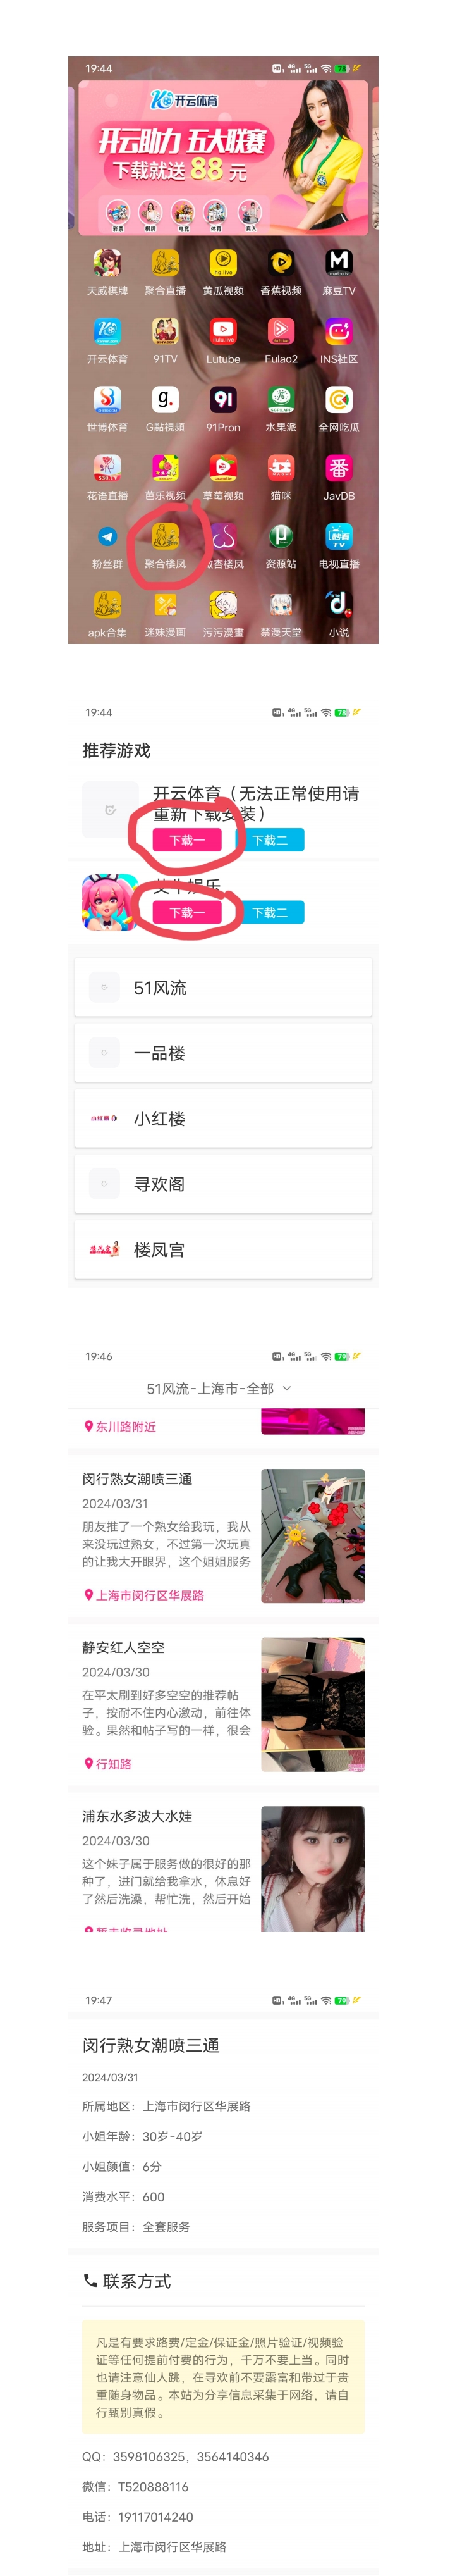 19:44
开云体育
开云助力 五大联赛
下载就送 88 元
彩票 棋牌 电竞 体育 真人
天威棋牌 聚合直播 黄瓜视频 香蕉视频 麻豆TV
开云体育 91TV Lutube Fulao2 INS社区
世博体育 G點視频 91Pron 水果派 全网吃瓜
花语直播 芭乐视频 草莓视频 猫咪 JavDB
粉丝群 聚合楼凤 杏楼凤 资源站 电视直播
apk合集 迷妹漫画 污污漫畫 禁漫天堂 小说
19:44
推荐游戏
开云体育（无法正常使用请
重新下载安装）
下载一 下载二
娱乐
下载一 下载二
51风流
一品楼
小红楼
寻欢阁
楼凤宫
19:46
51风流-上海市-全部
东川路附近
闵行熟女潮喷三通
2024/03/31
朋友推了一个熟女给我玩，我从
来没玩过熟女，不过第一次玩真
的让我大开眼界，这个姐姐服务
上海市闵行区华展路
静安红人空空
2024/03/30
在平太刷到好多空空的推荐帖
子，按耐不住内心激动，前往体
验。果然和帖子写的一样，很会
行知路
浦东水多波大水娃
2024/03/30
这个妹子属于服务做的很好的那
种了，进门就给我拿水，休息好
了然后洗澡，帮忙洗，然后开始
19:47
闵行熟女潮喷三通
2024/03/31
所属地区：上海市闵行区华展路
小姐年龄：30岁-40岁
小姐颜值：6分
消费水平：600
服务项目：全套服务
联系方式
凡是有要求路费/定金/保证金/照片验证/视频验
证等任何提前付费的行为，千万不要上当。同时
也请注意仙人跳，在寻欢前不要露富和带过于贵
重随身物品。本站为分享信息采集于网络，请自
行甄别真假。
QQ：3598106325，3564140346
微信：T520888116
电话：19117014240
地址：上海市闵行区华展路